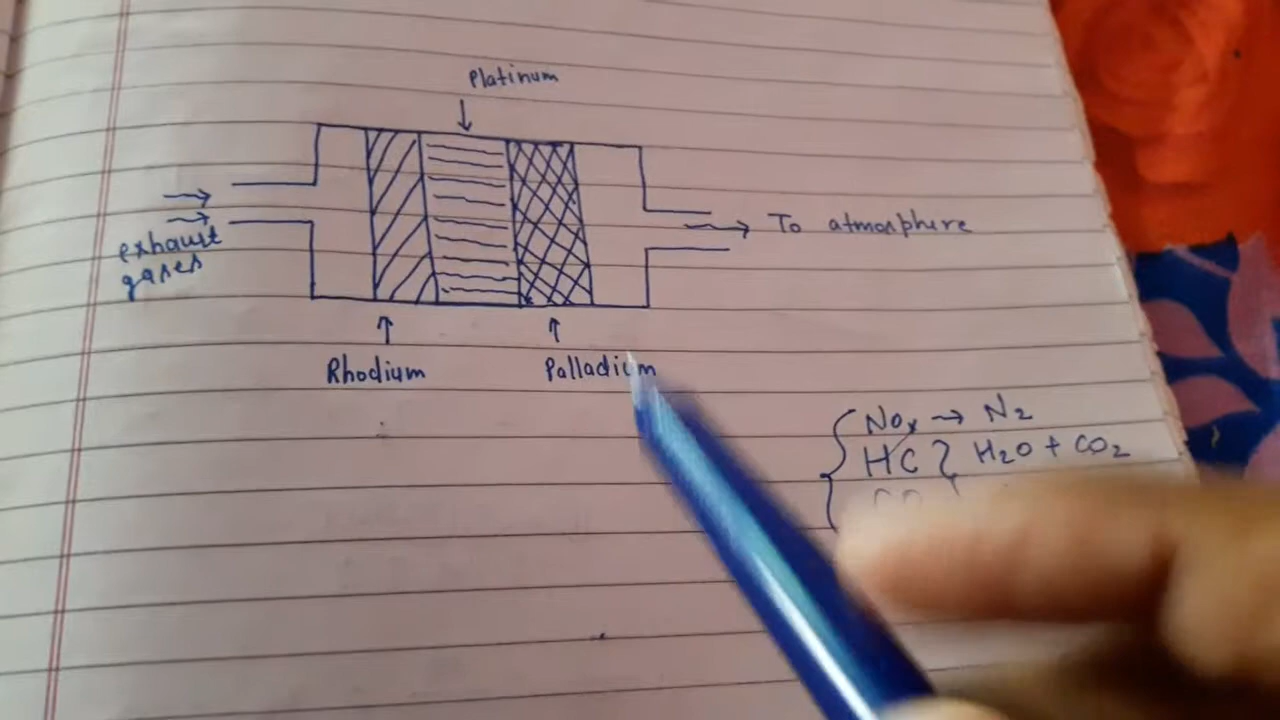 Platinum
exhaust
gases
To atmosphere
Rhodium
Palladium
NOx → N2
HC } H2O + CO2